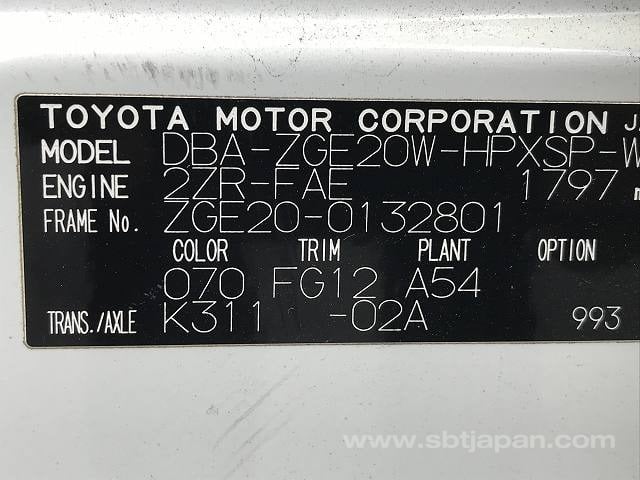 TOYOTA MOTOR CORPORATION
MODEL DBA-ZGE20W-HPXSP-W
ENGINE 2ZR-FAE 1797
FRAME No. ZGE20-0132801
COLOR TRIM PLANT OPTION
070 FG12 A54
TRANS./AXLE K311 -02A 993
www.sbtjapan.com